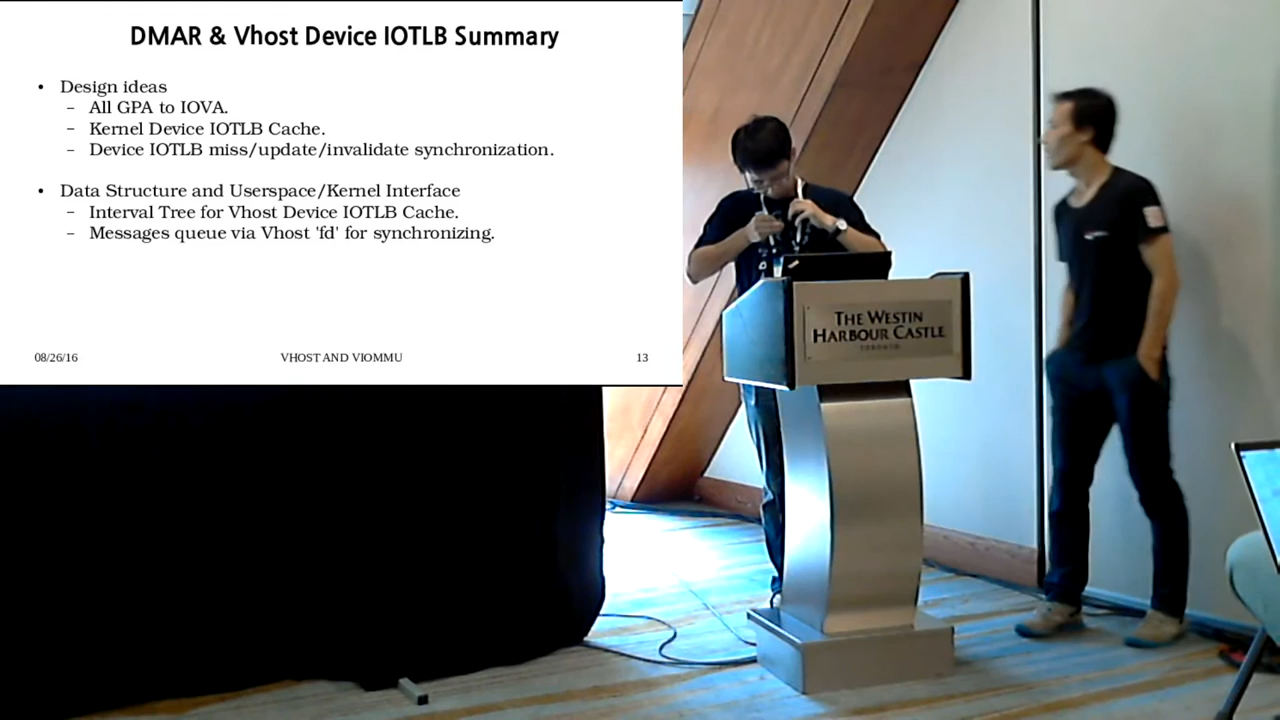 DMAR & Vhost Device IOTLB Summary
• Design ideas
– All GPA to IOVA.
– Kernel Device IOTLB Cache.
– Device IOTLB miss/update/invalidate synchronization.
• Data Structure and Userspace/Kernel Interface
– Interval Tree for Vhost Device IOTLB Cache.
– Messages queue via Vhost 'fd' for synchronizing.
08/26/16 VHOST AND VIOMMU 13
THE WESTIN
HARBOUR CASTLE
TORONTO